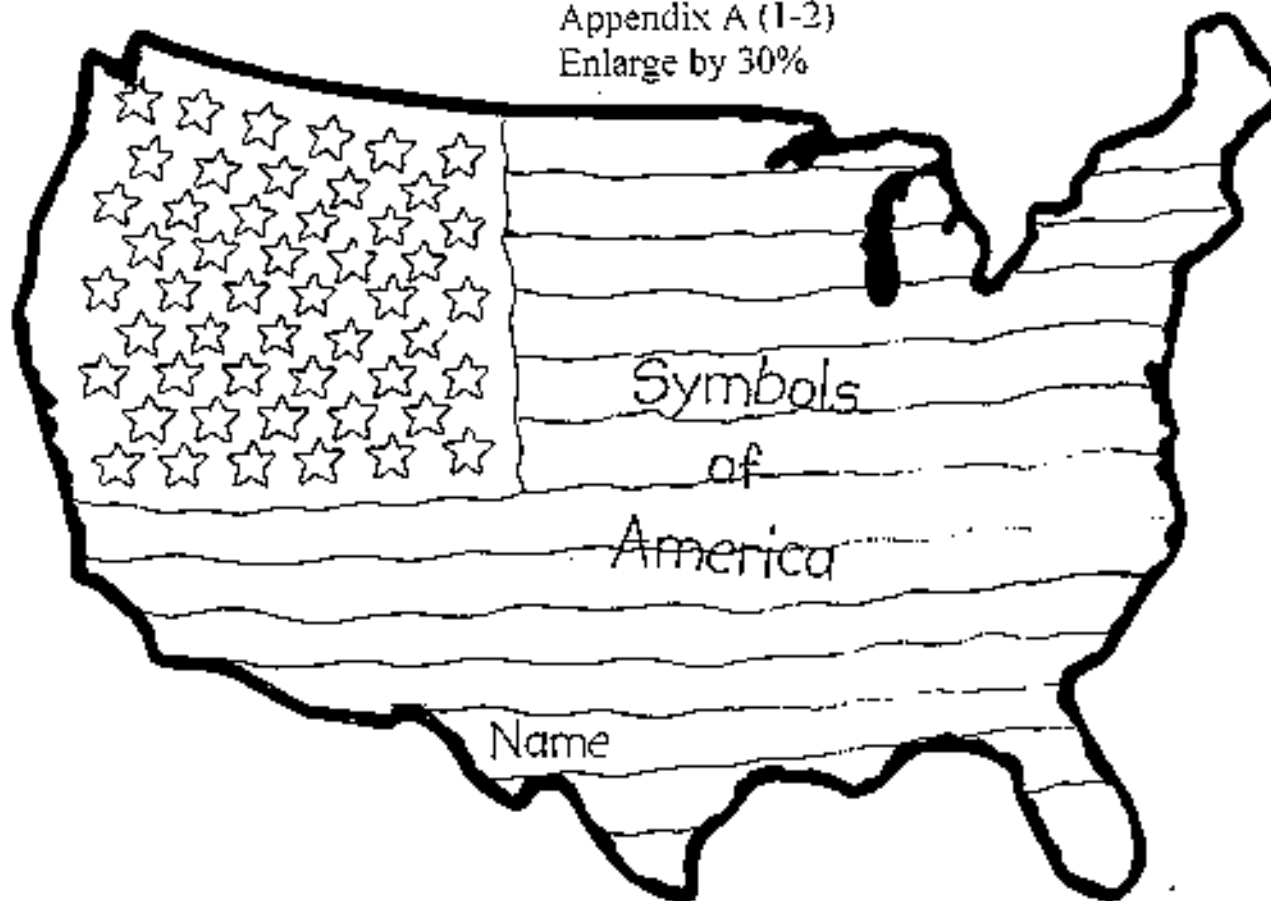 Appendix A (1-2)
Enlarge by 30%
Symbols
of
America
Name